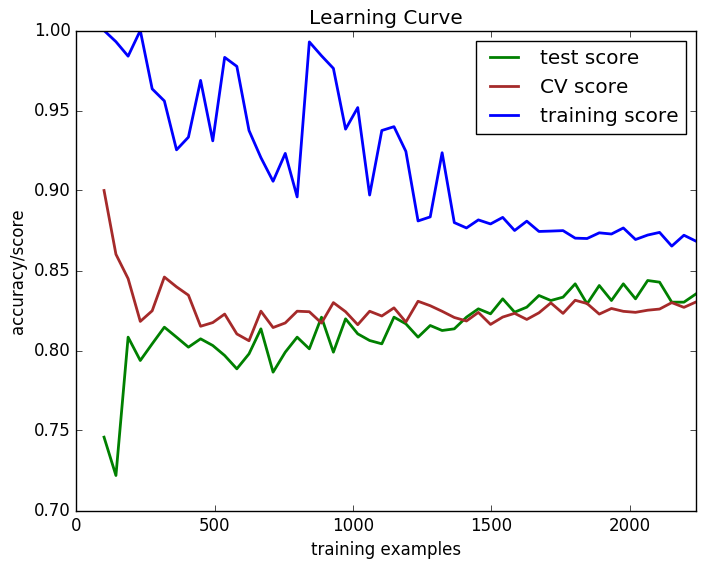 Learning Curve
test score
CV score
training score
accuracy/score
1.00
0.95
0.90
0.85
0.80
0.75
0.70
0
500
1000
1500
2000
training examples